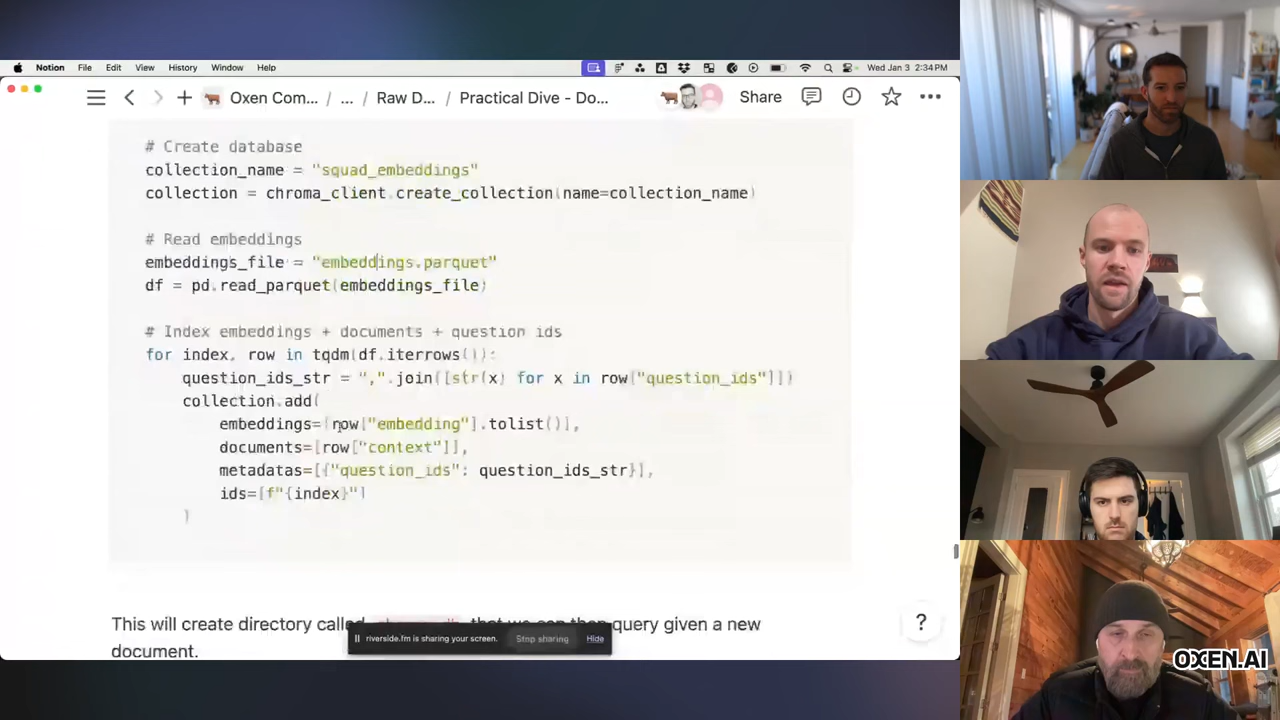 Notion File Edit View History Window Help Wed Jan 3 2:34 PM
Oxen Com... / ... / Raw D... / Practical Dive - Do... Share
# Create database
collection_name = "squad_embeddings"
collection = chroma_client.create_collection(name=collection_name)
# Read embeddings
embeddings_file = "embeddings.parquet"
df = pd.read_parquet(embeddings_file)
# Index embeddings + documents + question ids
for index, row in tqdm(df.iterrows()):
question_ids_str = ",".join([str(x) for x in row["question_ids"]])
collection.add(
embeddings=[row["embedding"].tolist()],
documents=[row["context"]],
metadatas=[{"question_ids": question_ids_str}],
ids=[f"{index}"]
)
This will create directory called that we can then query given a new
document.
riverside.fm is sharing your screen. Stop sharing Hide
?
OXEN.AI